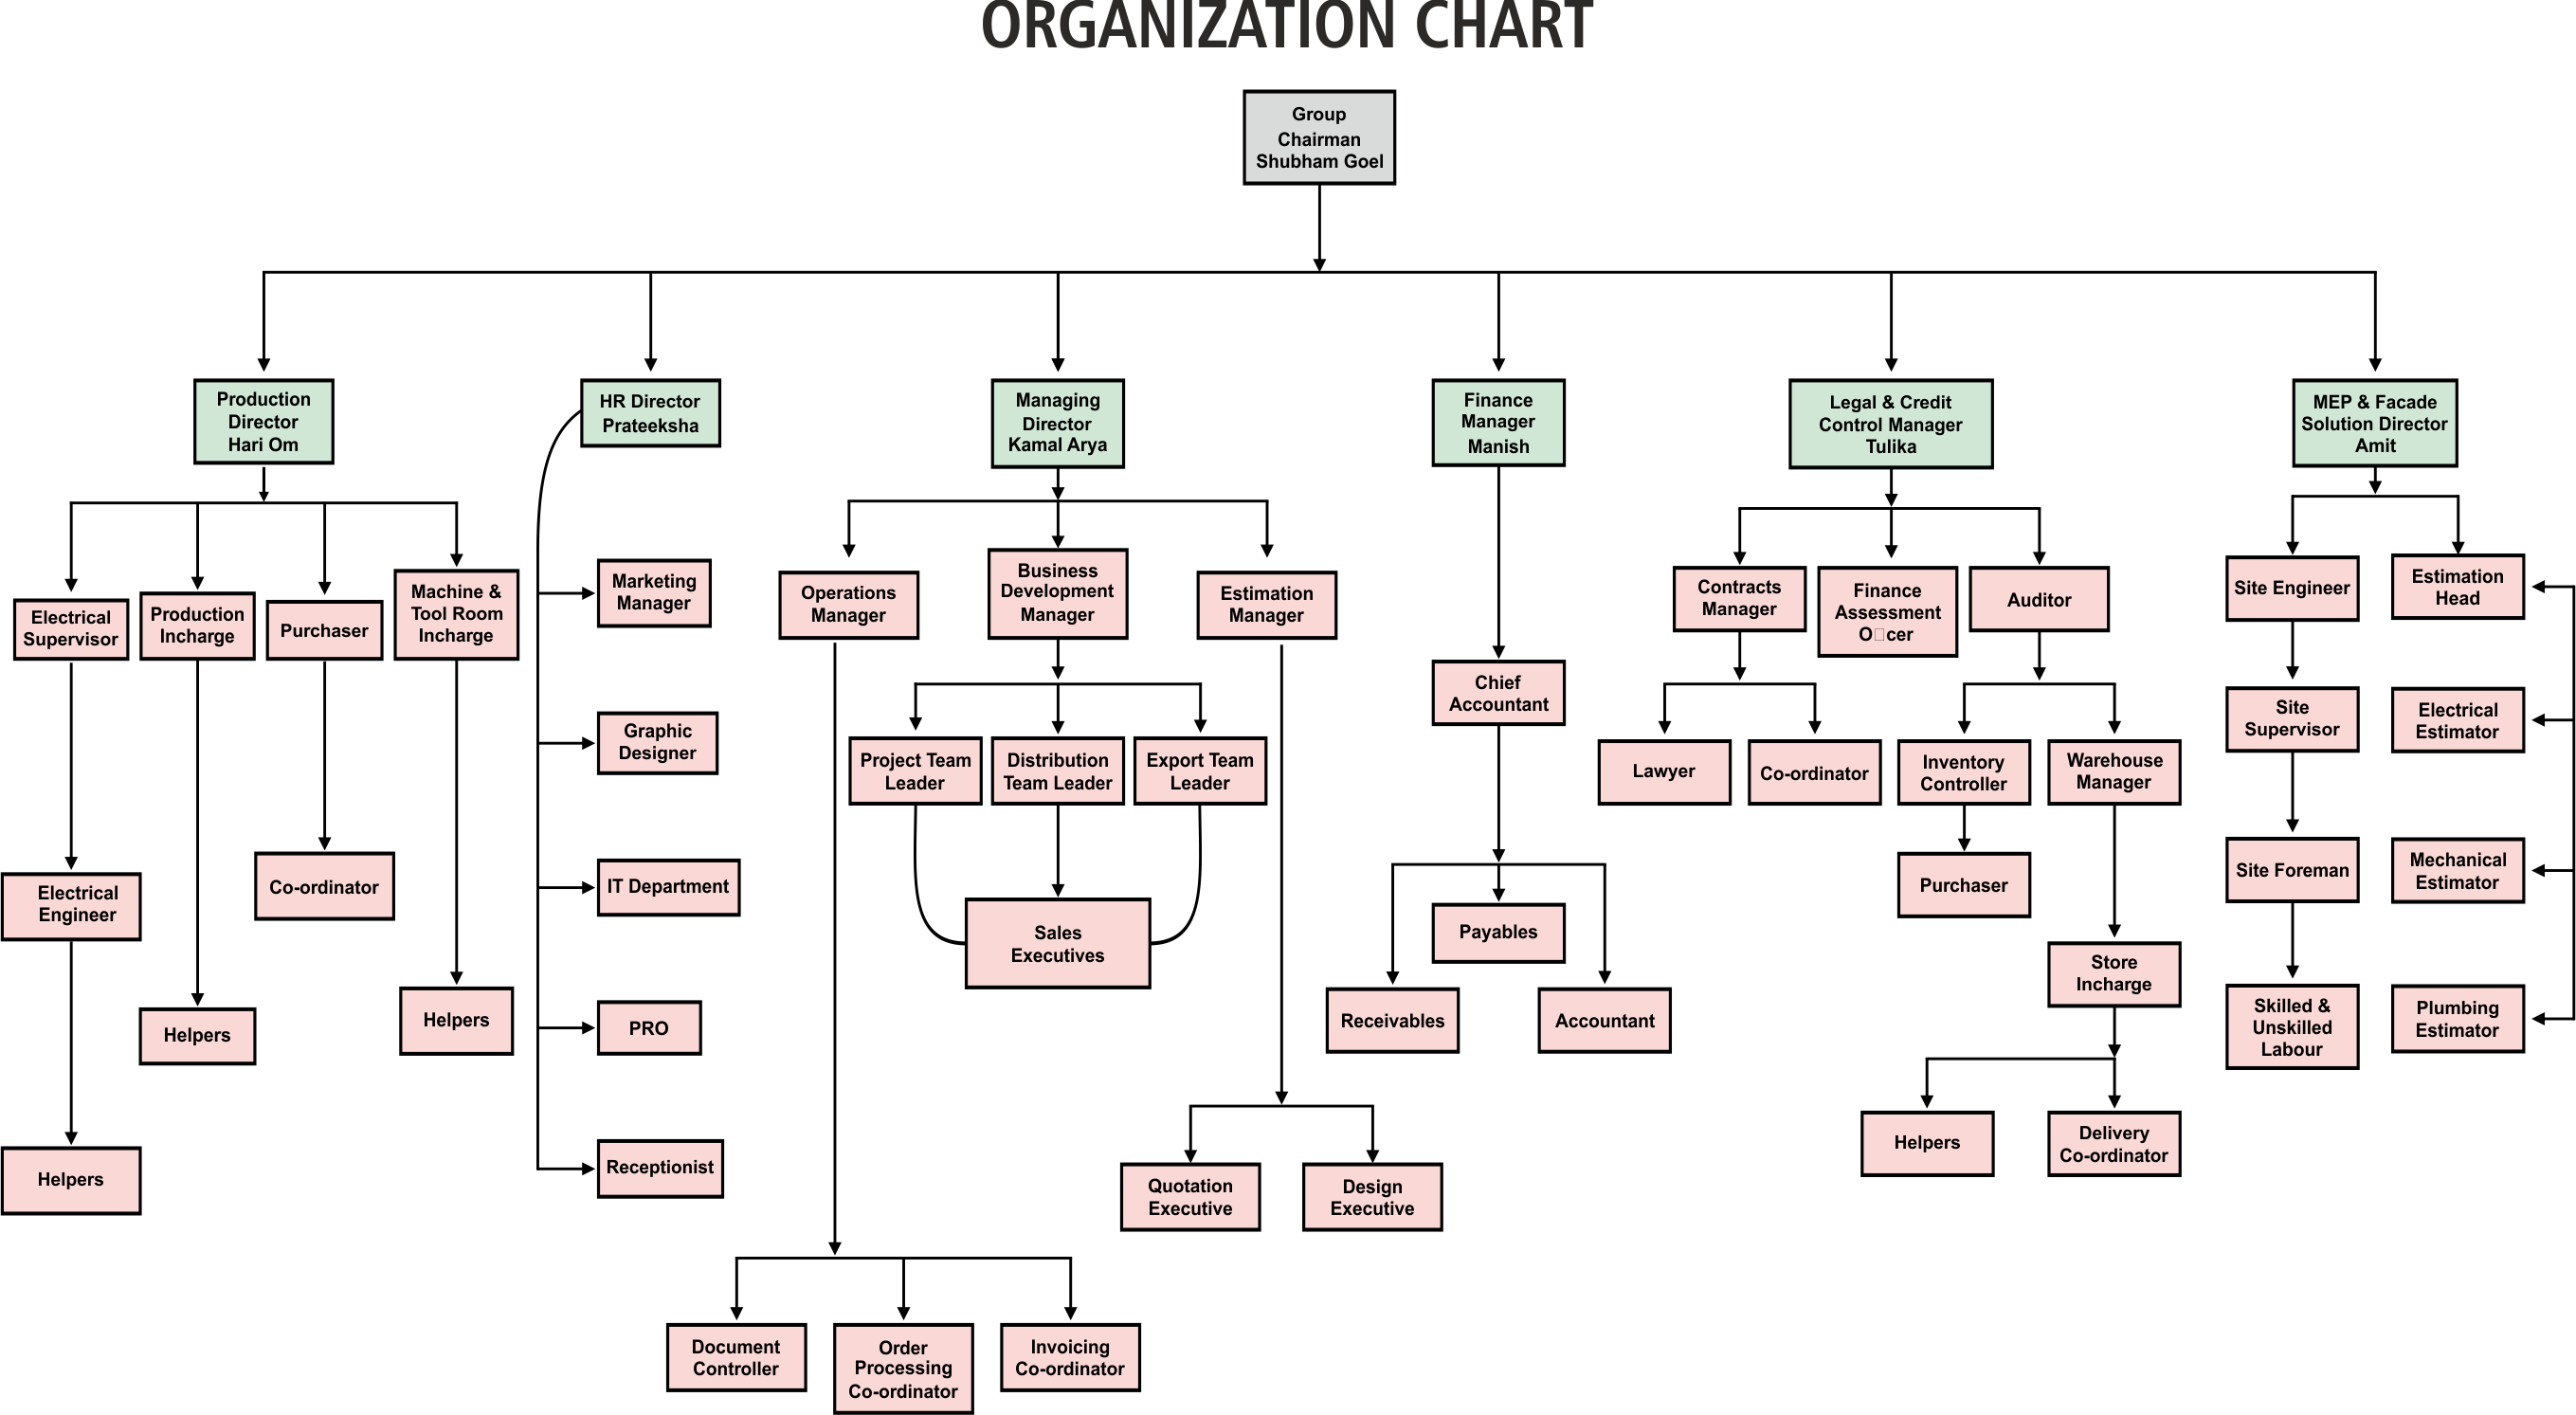 ORGANIZATION CHART
Group
Chairman
Shubham Goel
Production
Director
Hari Om
HR Director
Prateeksha
Managing
Director
Kamal Arya
Finance
Manager
Manish
Legal & Credit
Control Manager
Tulika
MEP & Facade
Solution Director
Amit
Electrical
Supervisor
Production
Incharge
Purchaser
Machine &
Tool Room
Incharge
Electrical
Engineer
Co-ordinator
Helpers
Helpers
Helpers
Marketing
Manager
Graphic
Designer
IT Department
PRO
Receptionist
Operations
Manager
Business
Development
Manager
Estimation
Manager
Project Team
Leader
Distribution
Team Leader
Export Team
Leader
Sales
Executives
Quotation
Executive
Design
Executive
Document
Controller
Order
Processing
Co-ordinator
Invoicing
Co-ordinator
Chief
Accountant
Payables
Receivables
Accountant
Contracts
Manager
Finance
Assessment
O□cer
Auditor
Lawyer
Co-ordinator
Inventory
Controller
Warehouse
Manager
Purchaser
Store
Incharge
Helpers
Delivery
Co-ordinator
Site Engineer
Estimation
Head
Site
Supervisor
Electrical
Estimator
Site Foreman
Mechanical
Estimator
Skilled &
Unskilled
Labour
Plumbing
Estimator